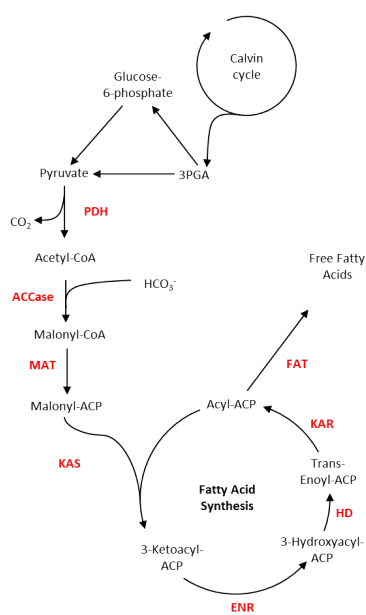 Calvin
cycle
Glucose-
6-phosphate
Pyruvate
3PGA
PDH
CO₂
Acetyl-CoA
Free Fatty
Acids
ACCase
HCO₃⁻
Malonyl-CoA
MAT
FAT
Malonyl-ACP
Acyl-ACP
KAR
KAS
Trans-
Enoyl-ACP
Fatty Acid
Synthesis
HD
3-Hydroxyacyl-
ACP
3-Ketoacyl-
ACP
ENR